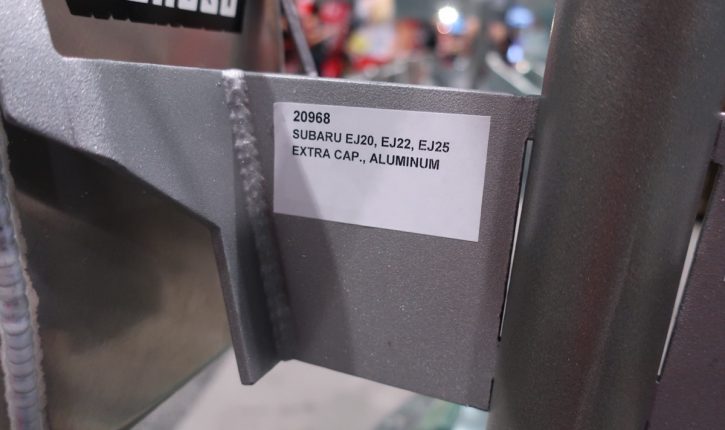 20968
SUBARU EJ20, EJ22, EJ25
EXTRA CAP., ALUMINUM